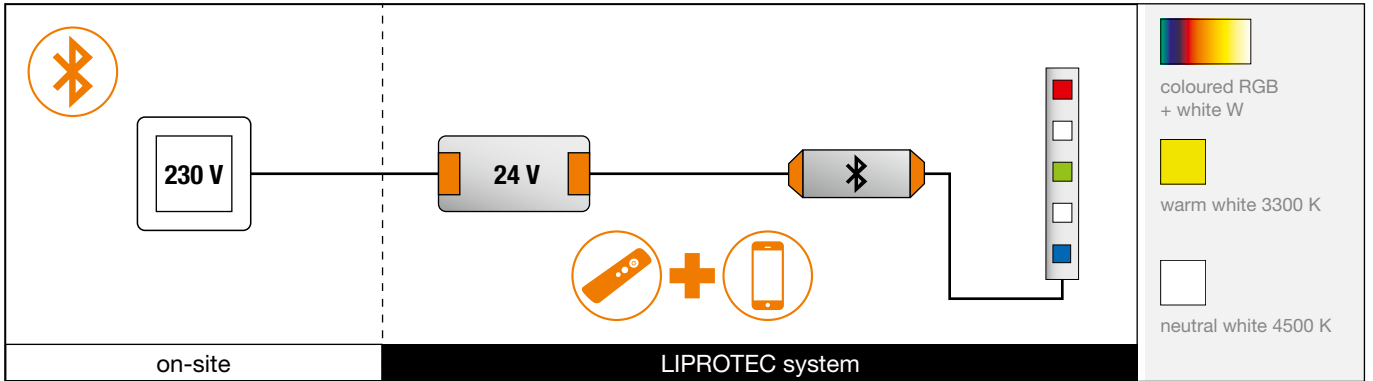 230 V
24 V
on-site
LIPROTEC system
coloured RGB
+ white W
warm white 3300 K
neutral white 4500 K